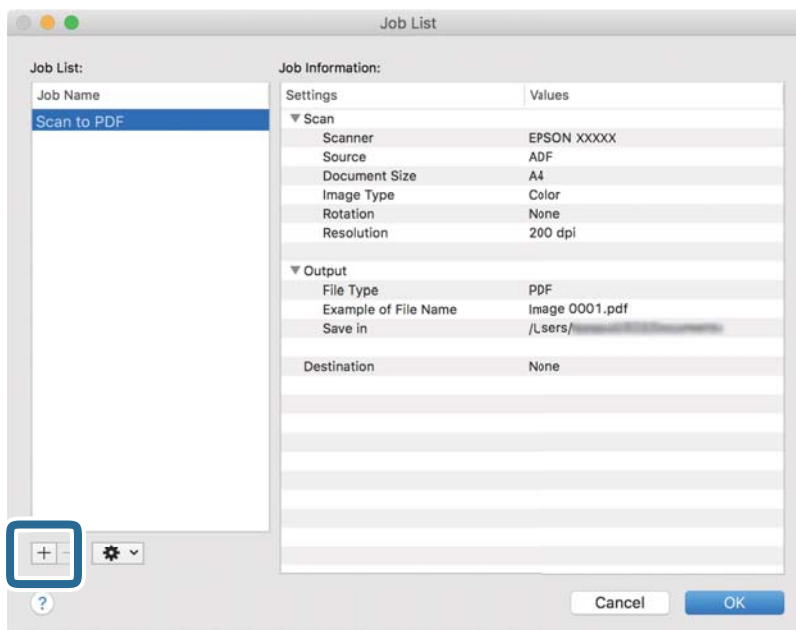 Job List
Job List:
Job Information:
Job Name
Scan to PDF
Settings Values
Scan
Scanner EPSON XXXXX
Source ADF
Document Size A4
Image Type Color
Rotation None
Resolution 200 dpi
Output
File Type PDF
Example of File Name Image 0001.pdf
Save in /Users/
Destination None
+ −
?
Cancel
OK